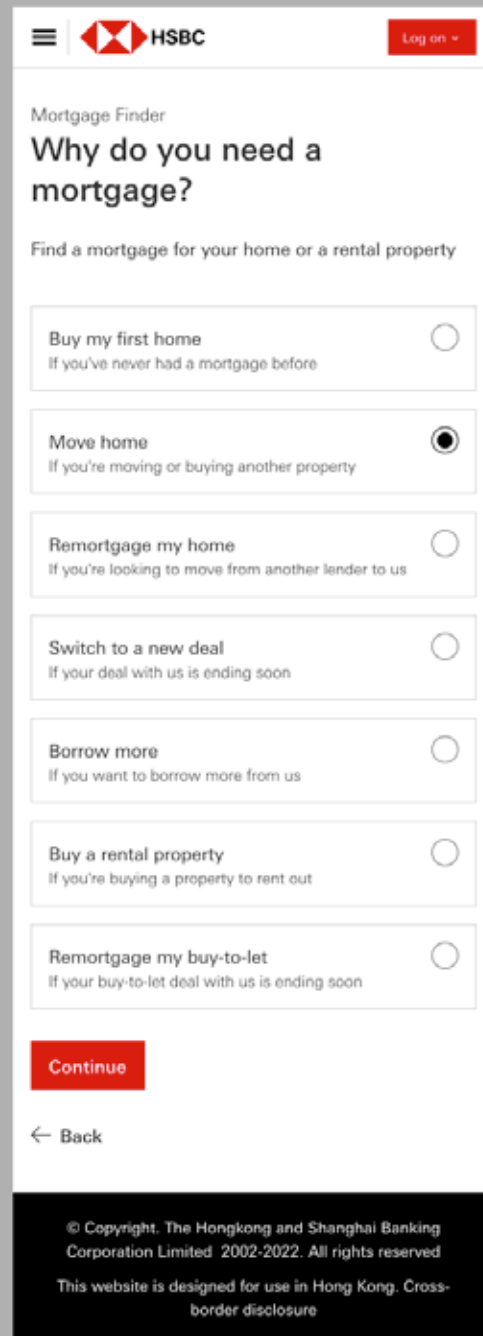 HSBC
Log on
Mortgage Finder
Why do you need a
mortgage?
Find a mortgage for your home or a rental property
Buy my first home
If you've never had a mortgage before
Move home
If you're moving or buying another property
Remortgage my home
If you're looking to move from another lender to us
Switch to a new deal
If your deal with us is ending soon
Borrow more
If you want to borrow more from us
Buy a rental property
If you're buying a property to rent out
Remortgage my buy-to-let
If your buy-to-let deal with us is ending soon
Continue
← Back
© Copyright. The Hongkong and Shanghai Banking
Corporation Limited 2002-2022. All rights reserved
This website is designed for use in Hong Kong. Cross-
border disclosure